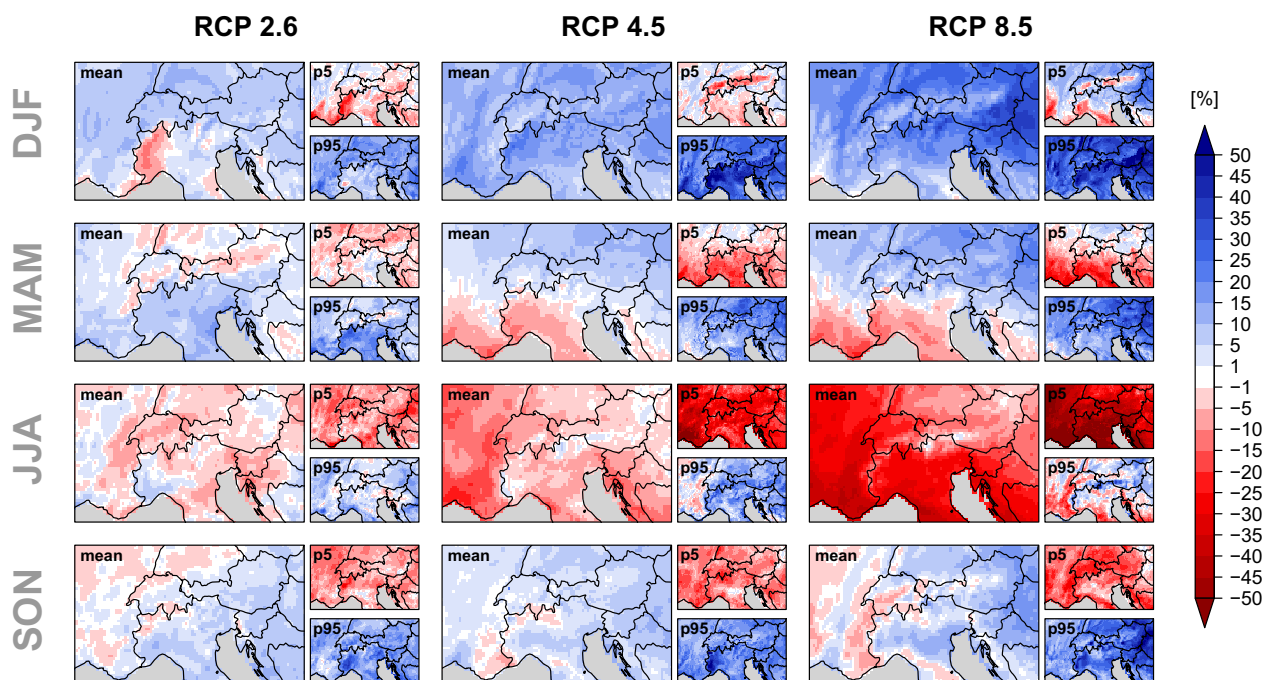 RCP 2.6 RCP 4.5 RCP 8.5
DJF
mean p5 p95 mean p5 p95 mean p5 p95
MAM
mean p5 p95 mean p5 p95 mean p5 p95
JJA
mean p5 p95 mean p5 p95 mean p5 p95
SON
mean p5 p95 mean p5 p95 mean p5 p95
[%]
50
45
40
35
30
25
20
15
10
5
1
−1
−5
−10
−15
−20
−25
−30
−35
−40
−45
−50